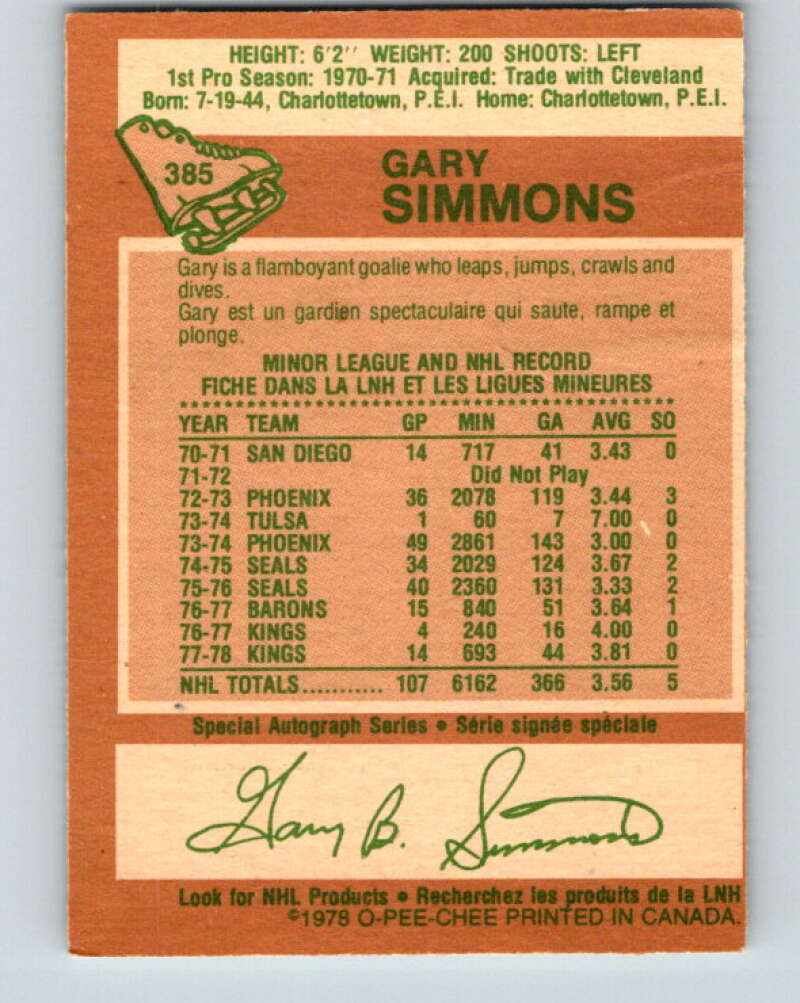 HEIGHT: 6'2'' WEIGHT: 200 SHOOTS: LEFT
1st Pro Season: 1970-71 Acquired: Trade with Cleveland
Born: 7-19-44, Charlottetown, P.E.I. Home: Charlottetown, P.E.I.
385
GARY
SIMMONS
Gary is a flamboyant goalie who leaps, jumps, crawls and
dives.
Gary est un gardien spectaculaire qui saute, rampe et
plonge.
MINOR LEAGUE AND NHL RECORD
FICHE DANS LA LNH ET LES LIGUES MINEURES
YEAR TEAM GP MIN GA AVG SO
70-71 SAN DIEGO 14 717 41 3.43 0
71-72 Did Not Play
72-73 PHOENIX 36 2078 119 3.44 3
73-74 TULSA 1 60 7 7.00 0
73-74 PHOENIX 49 2861 143 3.00 0
74-75 SEALS 34 2029 124 3.67 2
75-76 SEALS 40 2360 131 3.33 2
76-77 BARONS 15 840 51 3.64 1
76-77 KINGS 4 240 16 4.00 0
77-78 KINGS 14 693 44 3.81 0
NHL TOTALS........... 107 6162 366 3.56 5
Special Autograph Series • Série signée spéciale
Gary B. Simmons
Look for NHL Products • Recherchez les produits de la LNH
©1978 O-PEE-CHEE PRINTED IN CANADA.